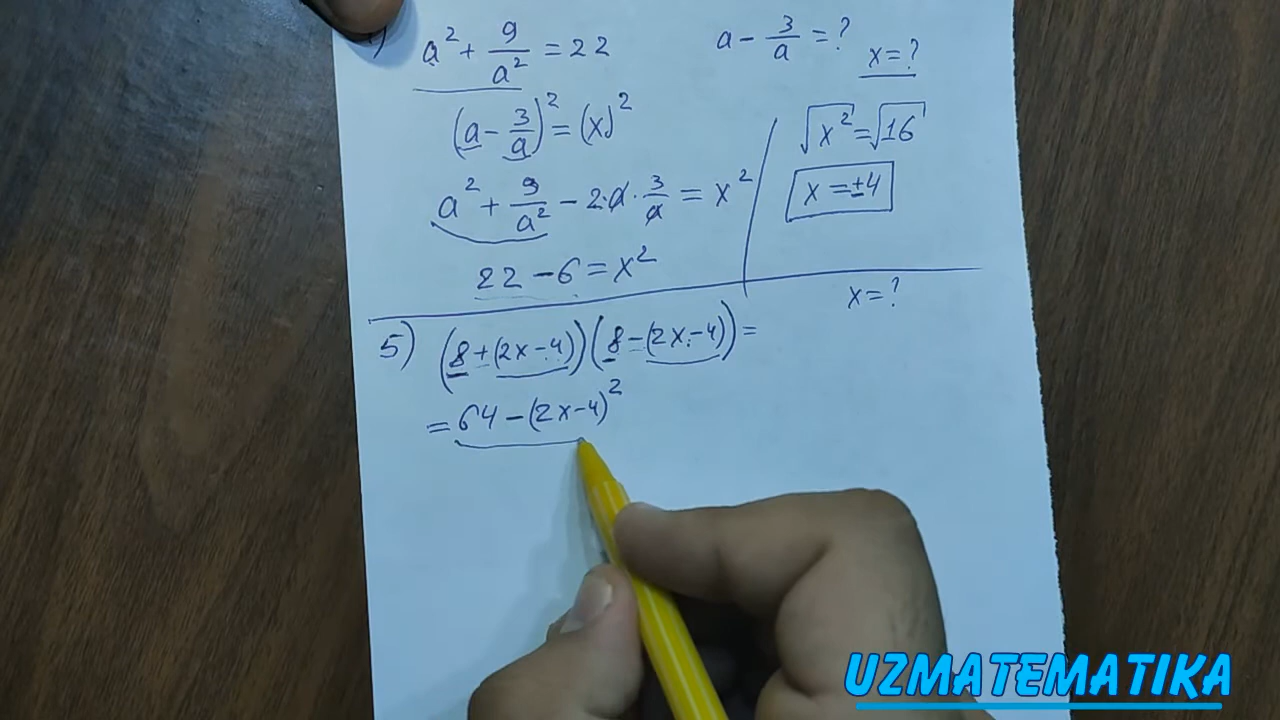 a² + 9/a² = 22
a - 3/a = ?
x = ?
(a - 3/a)² = (x)²
a² + 9/a² - 2·a·3/a = x²
22 - 6 = x²
√x² = √16
x = ±4
x = ?
5) (8 + (2x - 4))(8 - (2x - 4)) =
= 64 - (2x - 4)²
UZMATEMATIKA